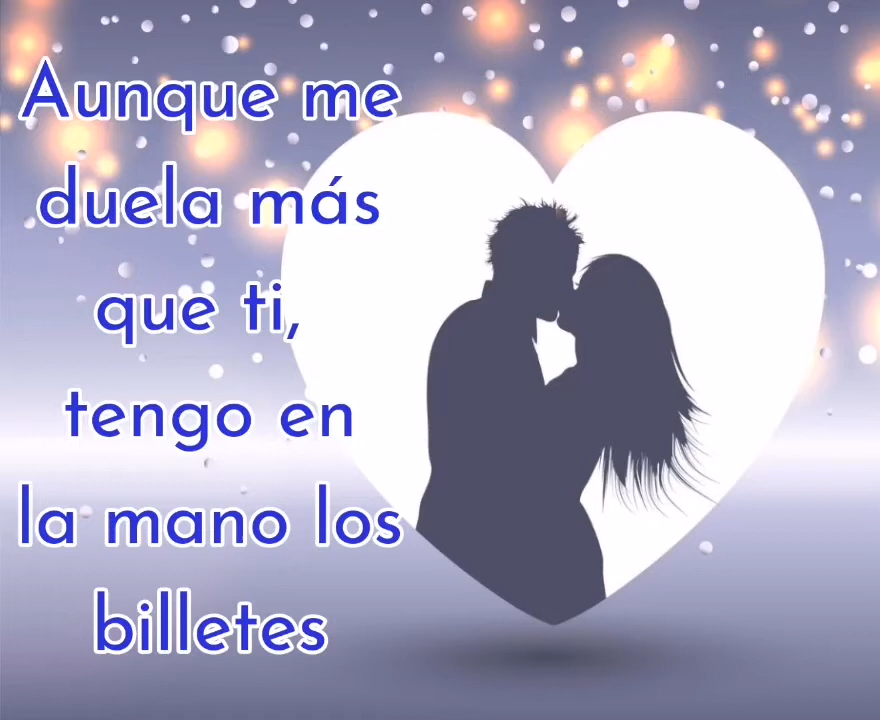 Aunque me
duela más
que ti,
tengo en
la mano los
billetes